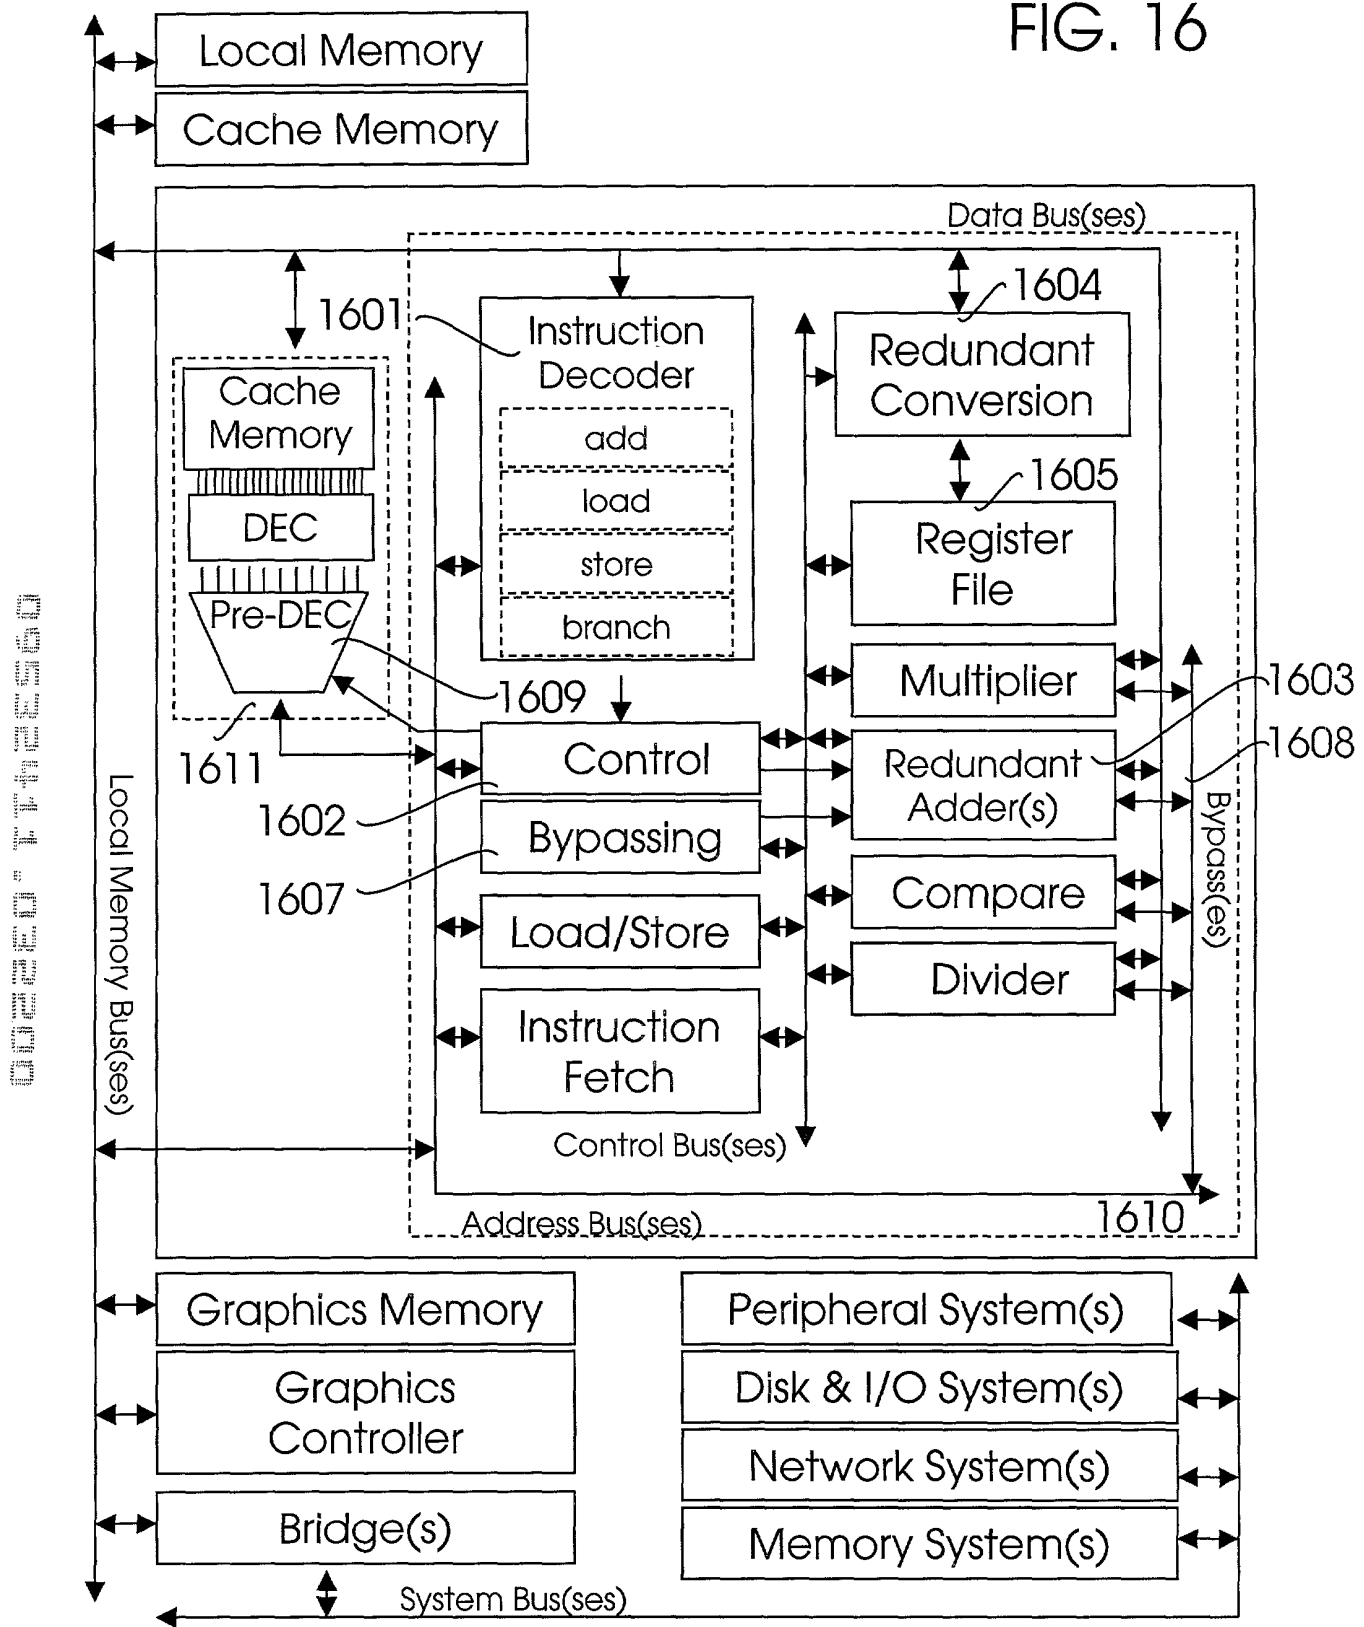 FIG. 16
Local Memory
Cache Memory
Data Bus(ses)
1604
1601
Instruction
Decoder
Redundant
Conversion
Cache
Memory
add
load
store
branch
1605
Register
File
DEC
Pre-DEC
1609
Multiplier
1603
1611
Control
Redundant
Adder(s)
1608
1602
Bypassing
1607
Compare
Bypass(es)
Load/Store
Divider
Local Memory Bus(ses)
Instruction
Fetch
Control Bus(ses)
1610
Address Bus(ses)
Graphics Memory
Peripheral System(s)
Graphics
Controller
Disk & I/O System(s)
Network System(s)
Bridge(s)
Memory System(s)
System Bus(ses)